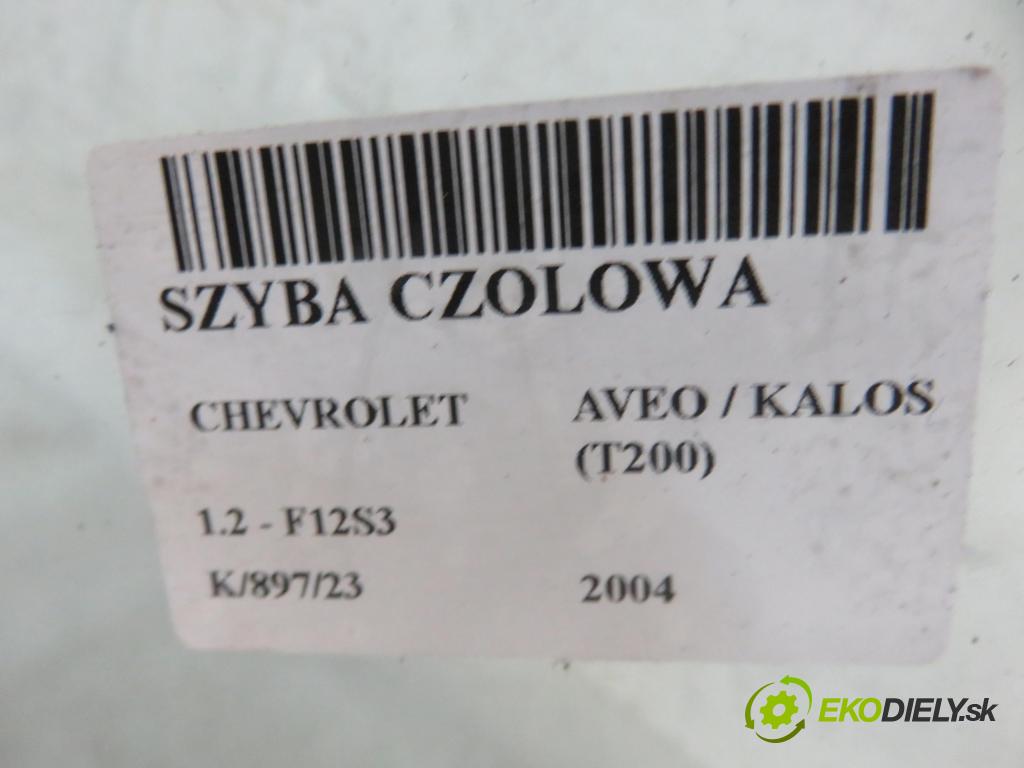 SZYBA CZOLOWA
CHEVROLET
AVEO / KALOS
(T200)
1.2 - F12S3
K/897/23
2004
EKODIELY.sk